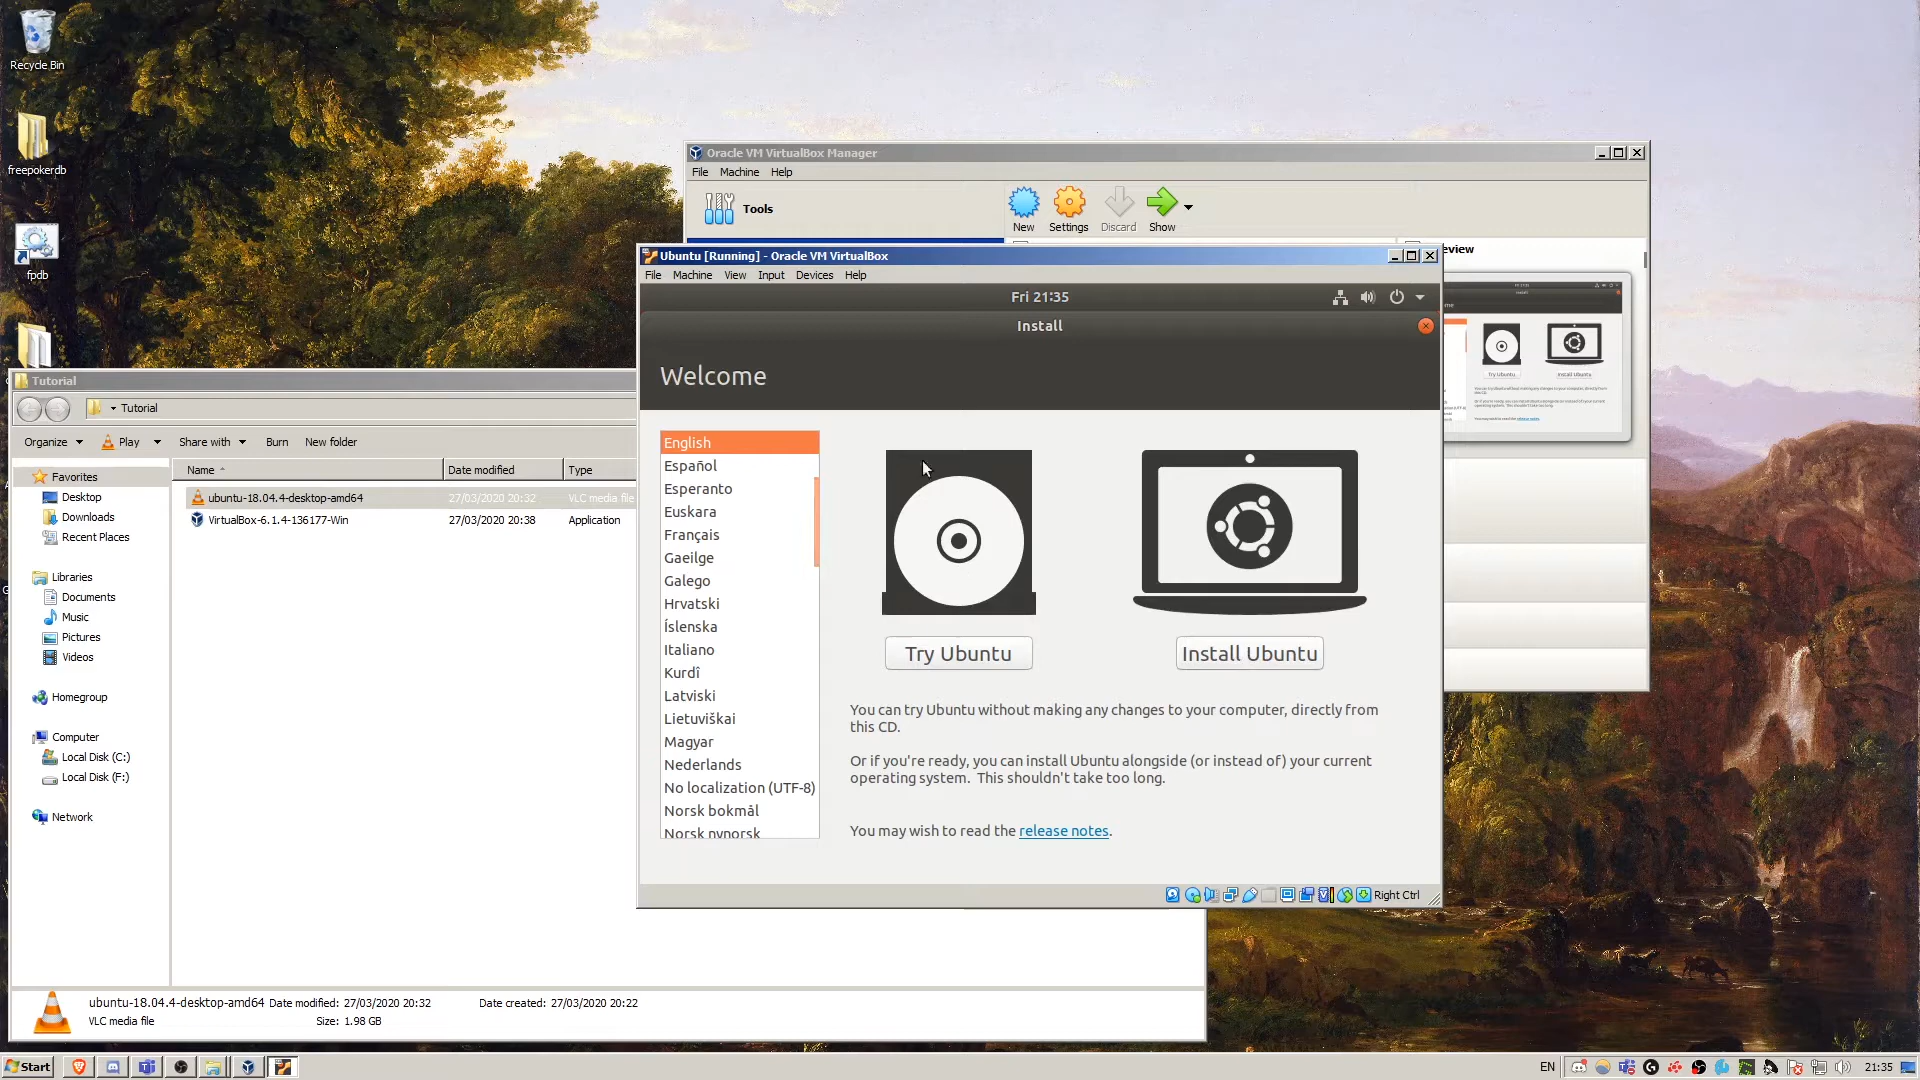 Recycle Bin
freepokerdb
fpdb
Oracle VM VirtualBox Manager
File Machine Help
Tools
New Settings Discard Show
eview
Ubuntu [Running] - Oracle VM VirtualBox
File Machine View Input Devices Help
Fri 21:35
Install
Welcome
English
Español
Esperanto
Euskara
Français
Gaeilge
Galego
Hrvatski
Íslenska
Italiano
Kurdî
Latviski
Lietuviškai
Magyar
Nederlands
No localization (UTF-8)
Norsk bokmål
Norsk nynorsk
Try Ubuntu
Install Ubuntu
You can try Ubuntu without making any changes to your computer, directly from
this CD.
Or if you're ready, you can install Ubuntu alongside (or instead of) your current
operating system. This shouldn't take too long.
You may wish to read the release notes.
Right Ctrl
Tutorial
Tutorial
Organize Play Share with Burn New folder
Name Date modified Type
Favorites
Desktop
Downloads
Recent Places
Libraries
Documents
Music
Pictures
Videos
Homegroup
Computer
Local Disk (C:)
Local Disk (F:)
Network
ubuntu-18.04.4-desktop-amd64 27/03/2020 20:32 VLC media file
VirtualBox-6.1.4-136177-Win 27/03/2020 20:38 Application
ubuntu-18.04.4-desktop-amd64 Date modified: 27/03/2020 20:32 Date created: 27/03/2020 20:22
VLC media file Size: 1.98 GB
Start
EN
21:35